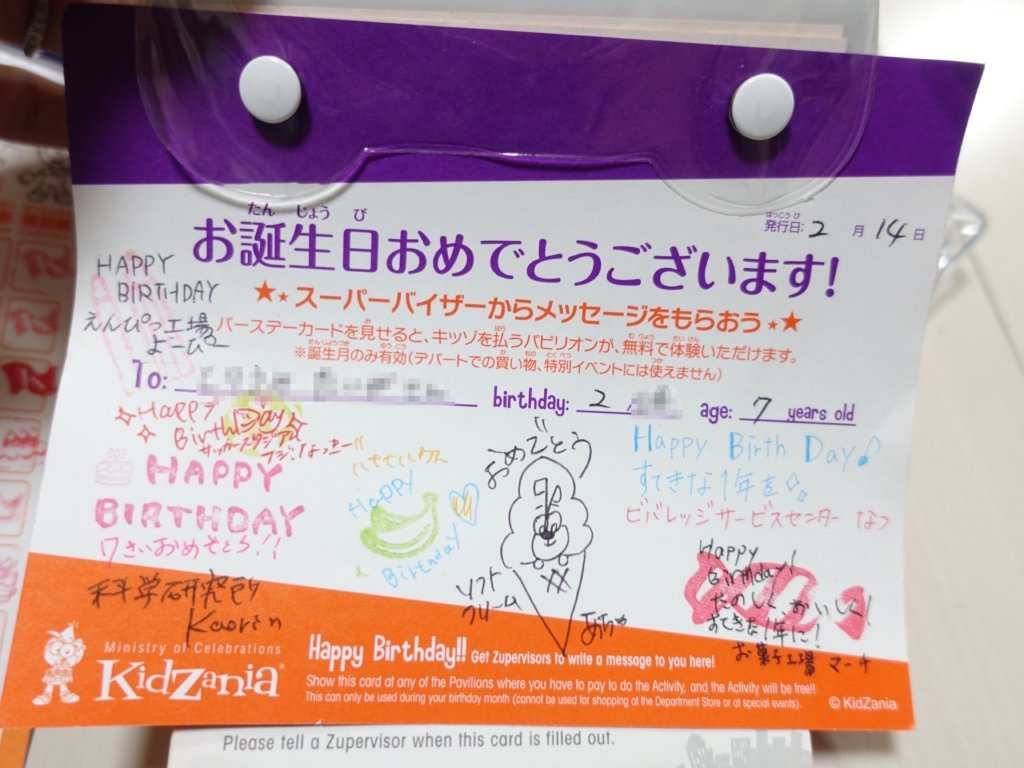 たん じょう び
お誕生日おめでとうございます!
はっこうび
発行日: 2 月 14 日
★★スーパーバイザーからメッセージをもらおう★★
バースデーカードを見せると、キッゾを払うパビリオンが、無料で体験いただけます。
※誕生月のみ有効(デパートでの買い物、特別イベントには使えません)
HAPPY
BIRTHDAY
えんぴつ工場
よーむ
To:
birthday: 2 /
age: 7 years old
HAPPY
BirthDay
サッカースタジアム
HAPPY
BIRTHDAY
7さいおめでとう!!
科学研究所
Kaorin
Happy
Birthday
おめでとう
ソフト
クリーム
Happy Birth Day♪
すてきな1年を
ビバレッジサービスセンター なつ
Happy
Birthday!
すてきな1年に!
お菓子工場 マーチ
Ministry of Celebrations
KidZania
Happy Birthday!! Get Zupervisors to write a message to you here!
Show this card at any of the Pavilions where you have to pay to do the Activity, and the Activity will be free!!
This can only be used during your birthday month (cannot be used for shopping at the Department Store or at special events).
© KidZania
Please tell a Zupervisor when this card is filled out.